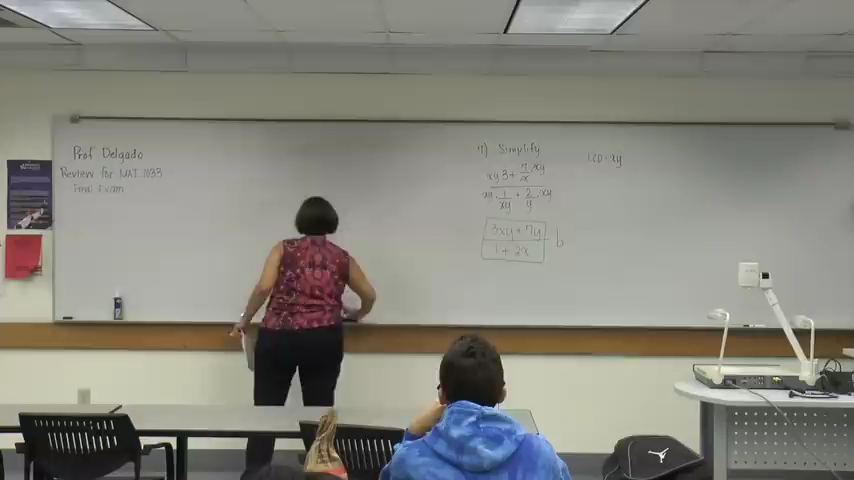 Prof Delgado
Review for MAT 1033
Final Exam
7) Simplify
xy 3 + 7/x xy
xy 1/xy + 2/y xy
3xy + 7y
1 + 2x
b
LCD = xy